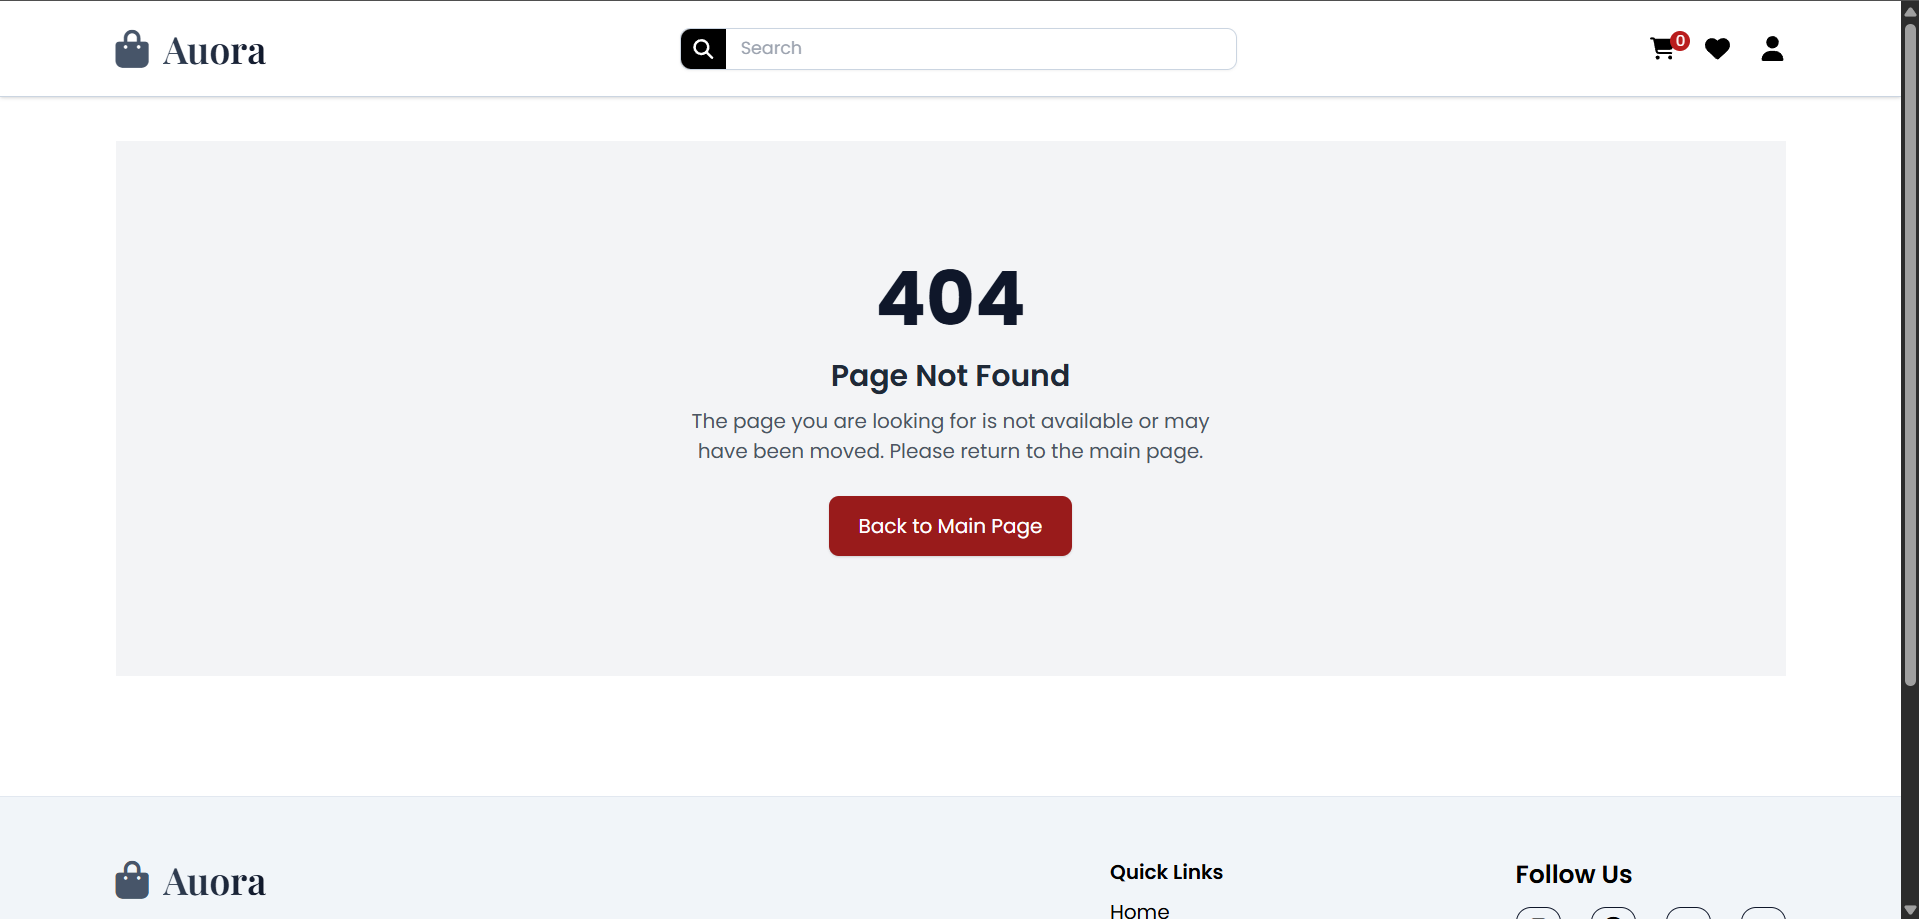 Auora
Search
0
404
Page Not Found
The page you are looking for is not available or may
have been moved. Please return to the main page.
Back to Main Page
Auora
Quick Links
Home
Follow Us